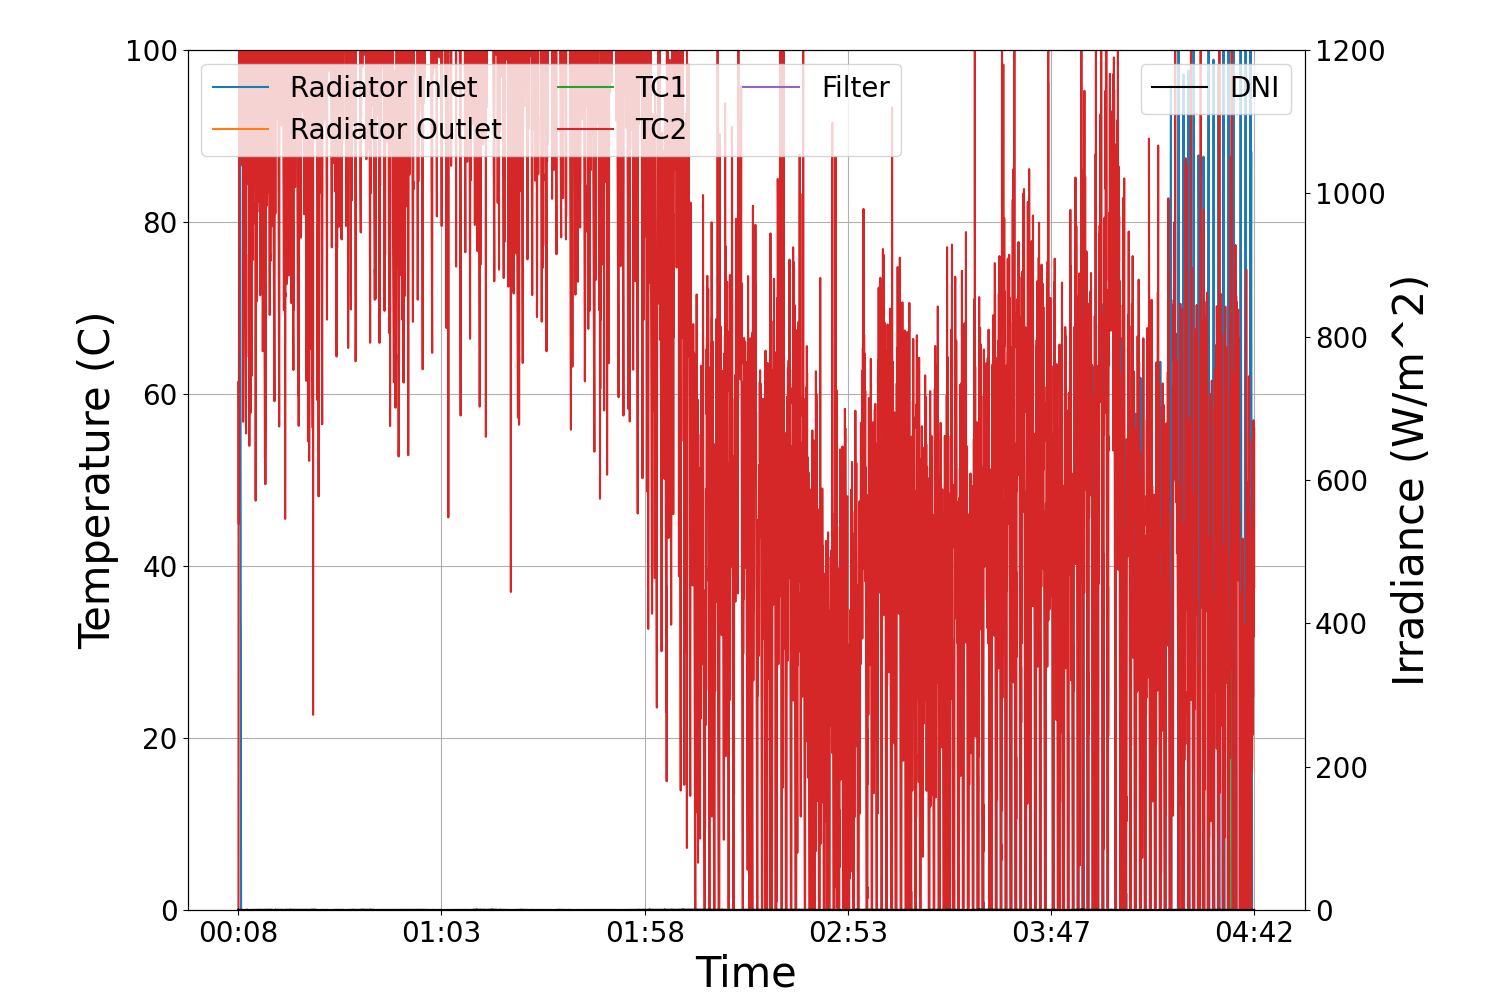 100
80
60
40
20
0
Temperature (C)
Radiator Inlet
Radiator Outlet
TC1
TC2
Filter
DNI
1200
1000
800
600
400
200
0
Irradiance (W/m^2)
00:08
01:03
01:58
02:53
03:47
04:42
Time